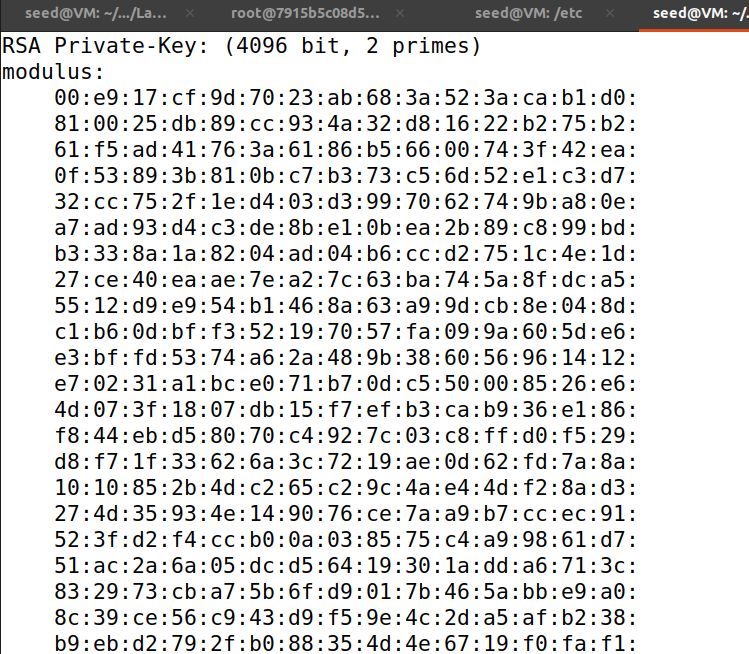 seed@VM: ~/.../La... root@7915b5c08d5... seed@VM: /etc seed@VM: ~/.
RSA Private-Key: (4096 bit, 2 primes)
modulus:
00:e9:17:cf:9d:70:23:ab:68:3a:52:3a:ca:b1:d0:
81:00:25:db:89:cc:93:4a:32:d8:16:22:b2:75:b2:
61:f5:ad:41:76:3a:61:86:b5:66:00:74:3f:42:ea:
0f:53:89:3b:81:0b:c7:b3:73:c5:6d:52:e1:c3:d7:
32:cc:75:2f:1e:d4:03:d3:99:70:62:74:9b:a8:0e:
a7:ad:93:d4:c3:de:8b:e1:0b:ea:2b:89:c8:99:bd:
b3:33:8a:1a:82:04:ad:04:b6:cc:d2:75:1c:4e:1d:
27:ce:40:ea:ae:7e:a2:7c:63:ba:74:5a:8f:dc:a5:
55:12:d9:e9:54:b1:46:8a:63:a9:9d:cb:8e:04:8d:
c1:b6:0d:bf:f3:52:19:70:57:fa:09:9a:60:5d:e6:
e3:bf:fd:53:74:a6:2a:48:9b:38:60:56:96:14:12:
e7:02:31:a1:bc:e0:71:b7:0d:c5:50:00:85:26:e6:
4d:07:3f:18:07:db:15:f7:ef:b3:ca:b9:36:e1:86:
f8:44:eb:d5:80:70:c4:92:7c:03:c8:ff:d0:f5:29:
d8:f7:1f:33:62:6a:3c:72:19:ae:0d:62:fd:7a:8a:
10:10:85:2b:4d:c2:65:c2:9c:4a:e4:4d:f2:8a:d3:
27:4d:35:93:4e:14:90:76:ce:7a:a9:b7:cc:ec:91:
52:3f:d2:f4:cc:b0:0a:03:85:75:c4:a9:98:61:d7:
51:ac:2a:6a:05:dc:d5:64:19:30:1a:dd:a6:71:3c:
83:29:73:cb:a7:5b:6f:d9:01:7b:46:5a:bb:e9:a0:
8c:39:ce:56:c9:43:d9:f5:9e:4c:2d:a5:af:b2:38:
b9:eb:d2:79:2f:b0:88:35:4d:4e:67:19:f0:fa:f1: